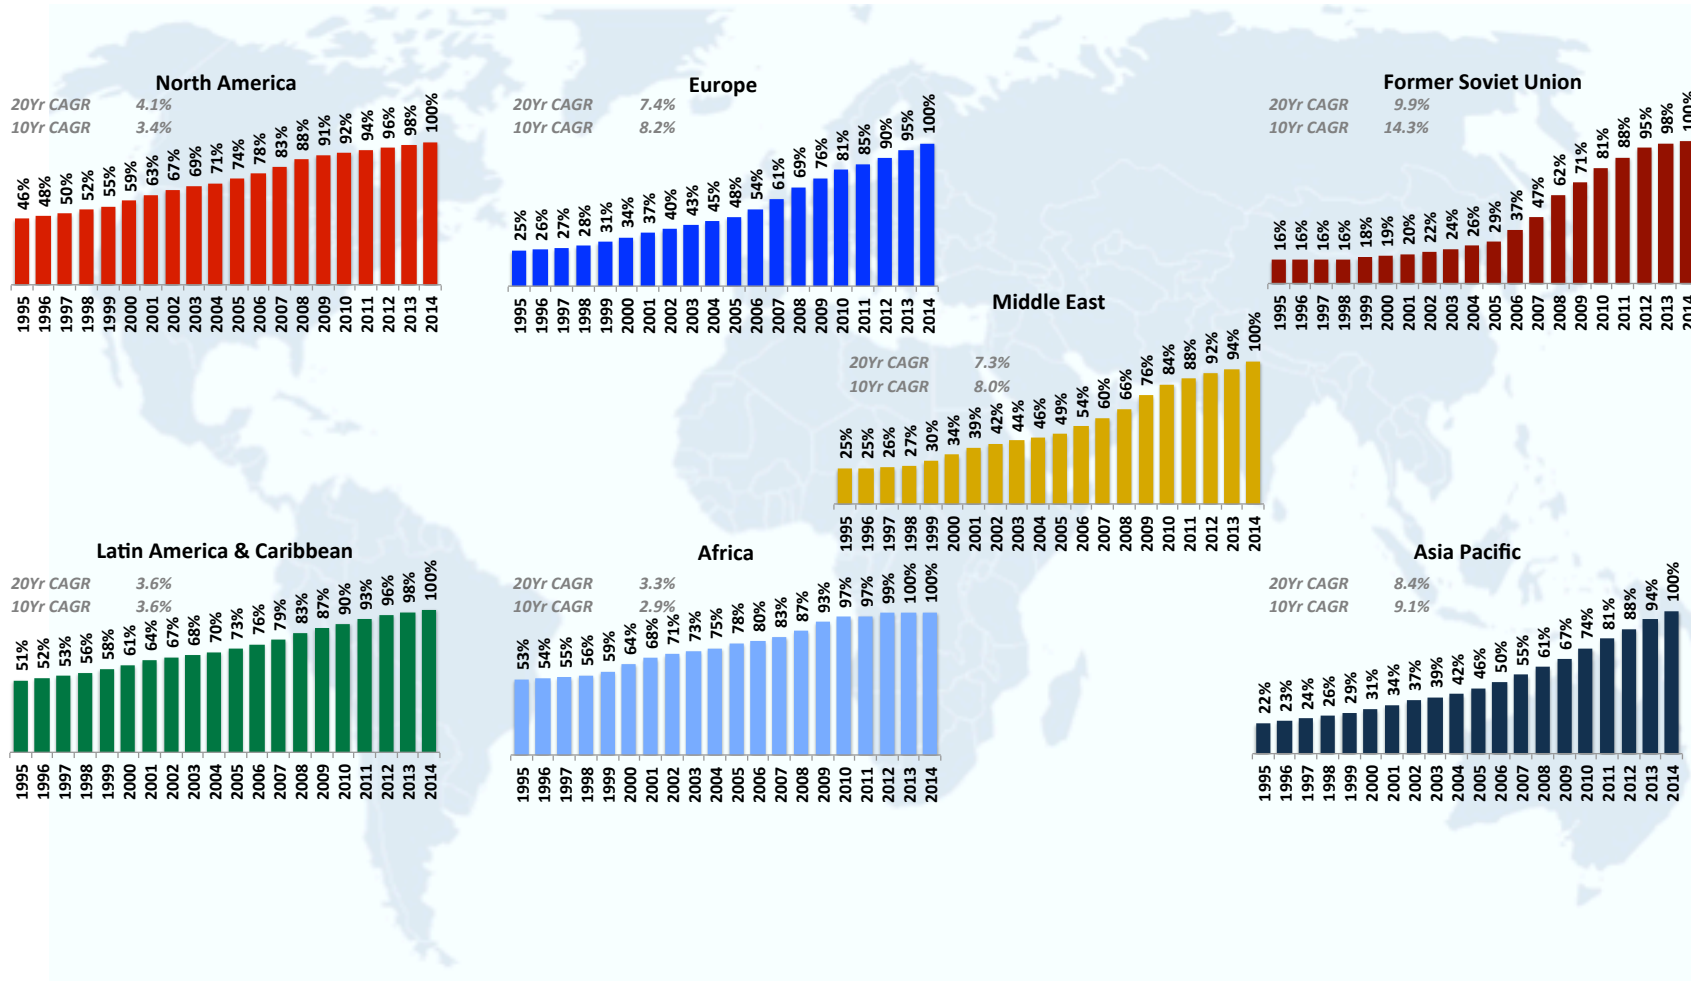 North America
20Yr CAGR 4.1%
10Yr CAGR 3.4%
46% 48% 50% 52% 55% 59% 63% 67% 69% 71% 74% 78% 83% 88% 91% 92% 94% 96% 98% 100%
1995 1996 1997 1998 1999 2000 2001 2002 2003 2004 2005 2006 2007 2008 2009 2010 2011 2012 2013 2014
Europe
20Yr CAGR 7.4%
10Yr CAGR 8.2%
25% 26% 27% 28% 31% 34% 37% 40% 43% 45% 48% 54% 61% 69% 76% 81% 85% 90% 95% 100%
1995 1996 1997 1998 1999 2000 2001 2002 2003 2004 2005 2006 2007 2008 2009 2010 2011 2012 2013 2014
Former Soviet Union
20Yr CAGR 9.9%
10Yr CAGR 14.3%
16% 16% 16% 16% 18% 19% 20% 22% 24% 26% 29% 37% 47% 62% 71% 81% 88% 95% 98% 100%
1995 1996 1997 1998 1999 2000 2001 2002 2003 2004 2005 2006 2007 2008 2009 2010 2011 2012 2013 2014
Middle East
20Yr CAGR 7.3%
10Yr CAGR 8.0%
25% 25% 26% 27% 30% 34% 39% 42% 44% 46% 49% 54% 60% 66% 76% 84% 88% 92% 94% 100%
1995 1996 1997 1998 1999 2000 2001 2002 2003 2004 2005 2006 2007 2008 2009 2010 2011 2012 2013 2014
Latin America & Caribbean
20Yr CAGR 3.6%
10Yr CAGR 3.6%
51% 52% 53% 56% 58% 61% 64% 67% 68% 70% 73% 76% 79% 83% 87% 90% 93% 96% 98% 100%
1995 1996 1997 1998 1999 2000 2001 2002 2003 2004 2005 2006 2007 2008 2009 2010 2011 2012 2013 2014
Africa
20Yr CAGR 3.3%
10Yr CAGR 2.9%
53% 54% 55% 56% 59% 64% 68% 71% 73% 75% 78% 80% 83% 87% 93% 97% 97% 99% 100% 100%
1995 1996 1997 1998 1999 2000 2001 2002 2003 2004 2005 2006 2007 2008 2009 2010 2011 2012 2013 2014
Asia Pacific
20Yr CAGR 8.4%
10Yr CAGR 9.1%
22% 23% 24% 26% 29% 31% 34% 37% 39% 42% 46% 50% 55% 61% 67% 74% 81% 88% 94% 100%
1995 1996 1997 1998 1999 2000 2001 2002 2003 2004 2005 2006 2007 2008 2009 2010 2011 2012 2013 2014